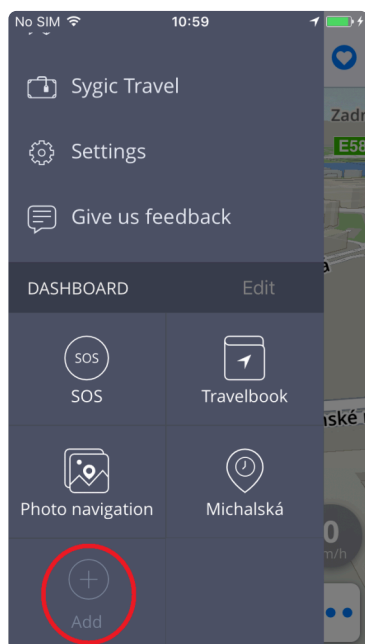 No SIM 10:59
Sygic Travel
Zadr
Settings
E58
Give us feedback
á
DASHBOARD Edit
SOS
SOS
Travelbook
nské
Photo navigation
Michalská
0
m/h
Add